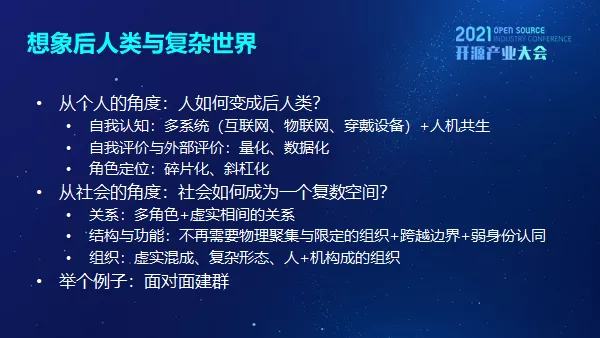 想象后人类与复杂世界
2021 OPEN SOURCE
INDUSTRY CONFERENCE
开源产业大会
• 从个人的角度：人如何变成后人类？
• 自我认知：多系统（互联网、物联网、穿戴设备）+人机共生
• 自我评价与外部评价：量化、数据化
• 角色定位：碎片化、斜杠化
• 从社会的角度：社会如何成为一个复数空间？
• 关系：多角色+虚实相间的关系
• 结构与功能：不再需要物理聚集与限定的组织+跨越边界+弱身份认同
• 组织：虚实混成、复杂形态、人+机构成的组织
• 举个例子：面对面建群